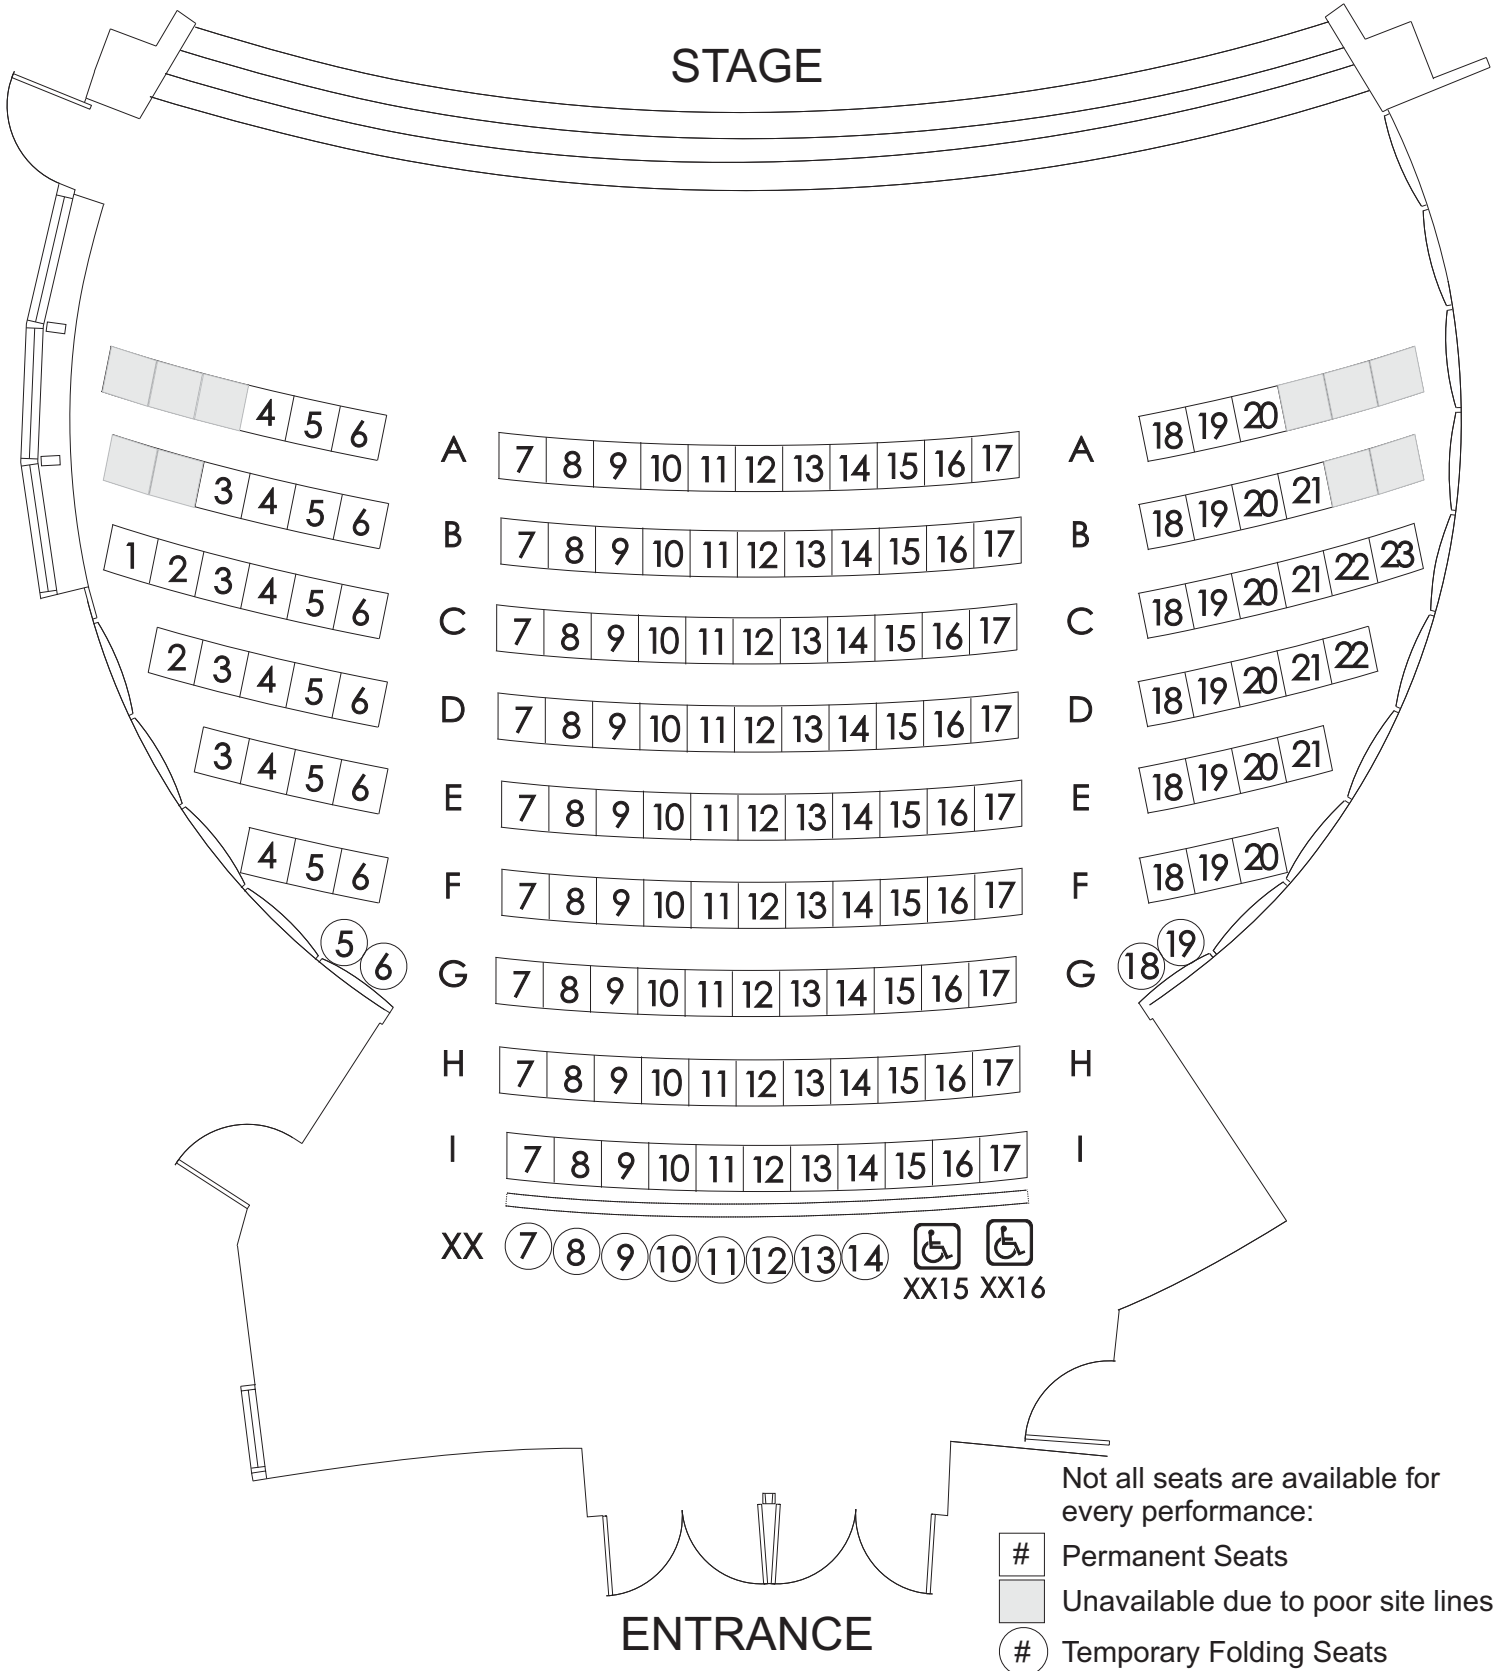 STAGE
4 5 6 A 7 8 9 10 11 12 13 14 15 16 17 A 18 19 20
3 4 5 6 B 7 8 9 10 11 12 13 14 15 16 17 B 18 19 20 21
1 2 3 4 5 6 C 7 8 9 10 11 12 13 14 15 16 17 C 18 19 20 21 22 23
2 3 4 5 6 D 7 8 9 10 11 12 13 14 15 16 17 D 18 19 20 21 22
3 4 5 6 E 7 8 9 10 11 12 13 14 15 16 17 E 18 19 20 21
4 5 6 F 7 8 9 10 11 12 13 14 15 16 17 F 18 19 20
5 6 G 7 8 9 10 11 12 13 14 15 16 17 G 18 19
H 7 8 9 10 11 12 13 14 15 16 17 H
I 7 8 9 10 11 12 13 14 15 16 17 I
XX 7 8 9 10 11 12 13 14
XX15 XX16
Not all seats are available for
every performance:
# Permanent Seats
Unavailable due to poor site lines
# Temporary Folding Seats
ENTRANCE